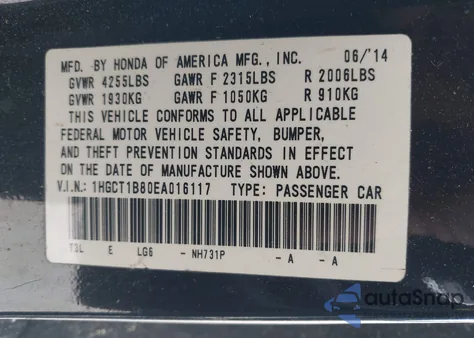 MFD. BY HONDA OF AMERICA MFG., INC. 06/'14
GVWR 4255LBS GAWR F 2315LBS R 2006LBS
GVWR 1930KG GAWR F 1050KG R 910KG
THIS VEHICLE CONFORMS TO ALL APPLICABLE
FEDERAL MOTOR VEHICLE SAFETY, BUMPER,
AND THEFT PREVENTION STANDARDS IN EFFECT
ON THE DATE OF MANUFACTURE SHOWN ABOVE.
V.I.N.: 1HGCT1B80EA016117 TYPE: PASSENGER CAR
T3L E LG6 - NH731P - A - A
autoSnap